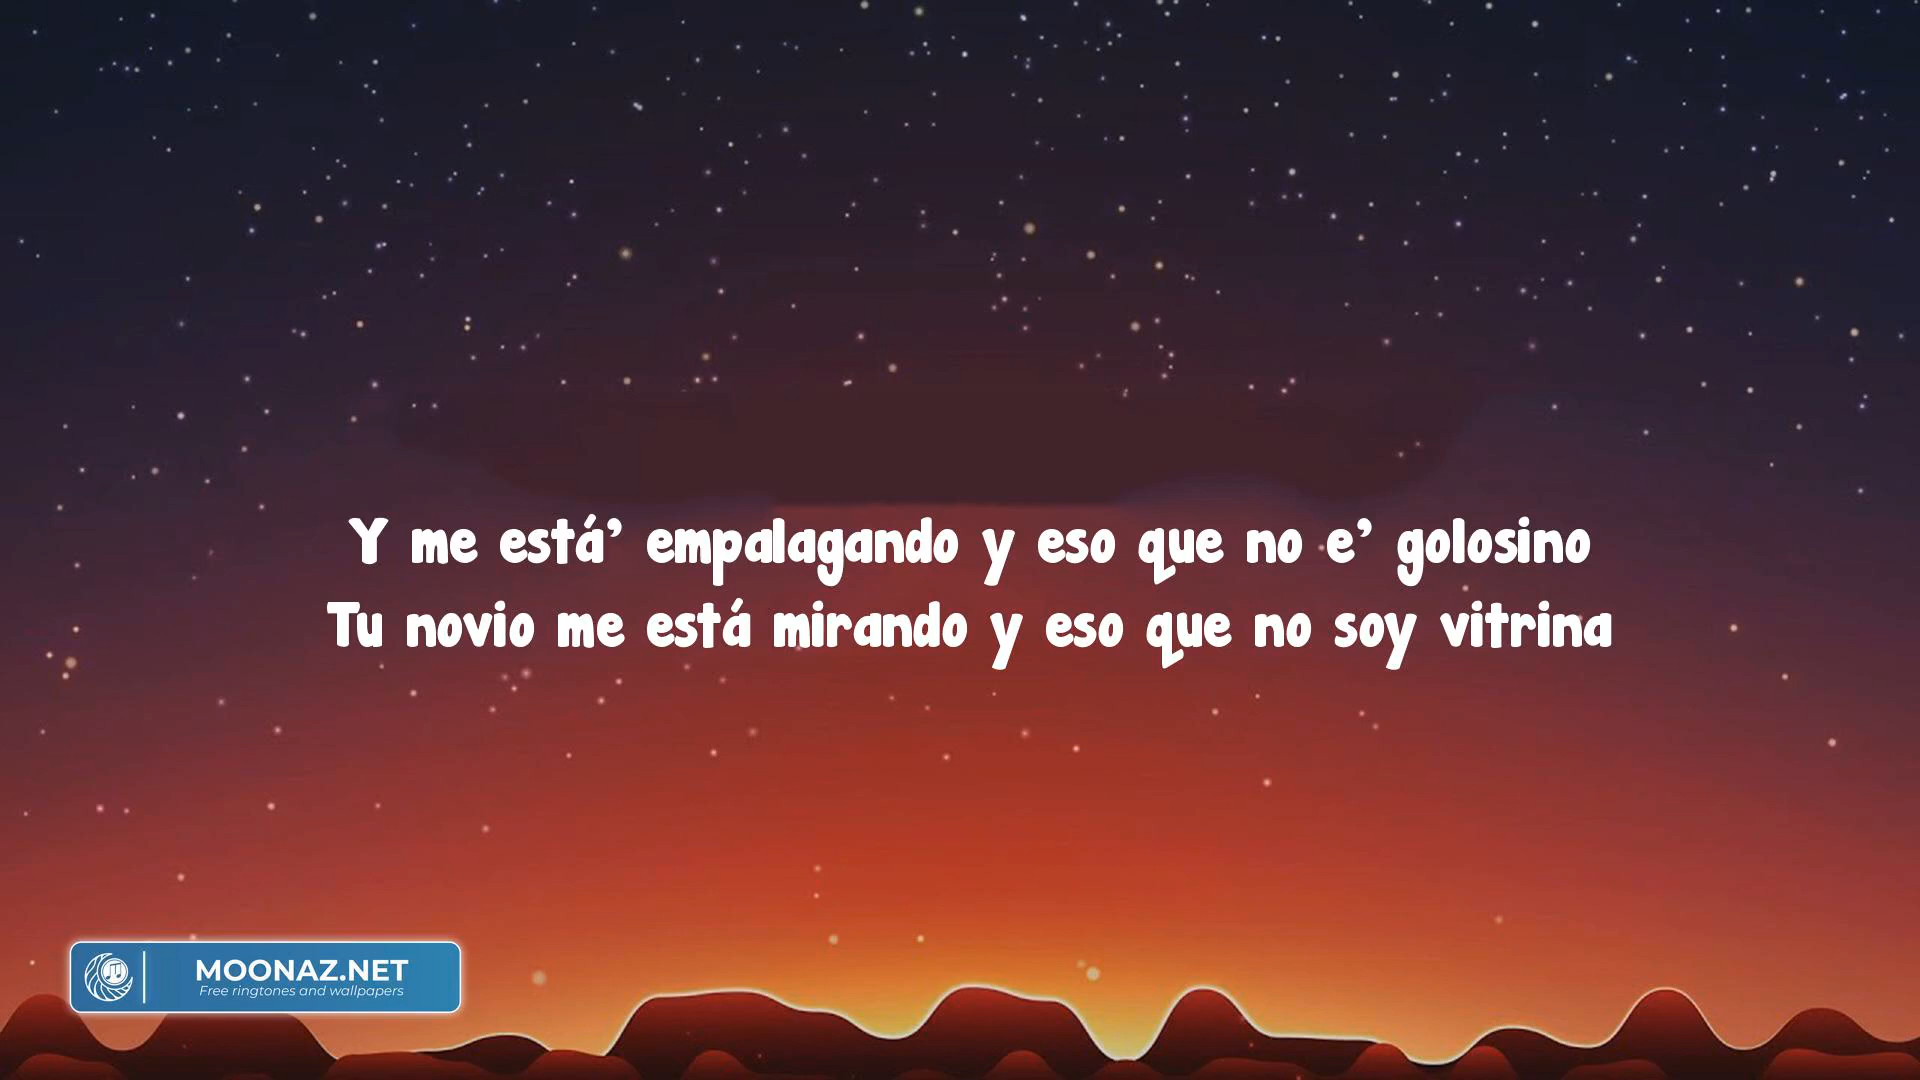 Y me está’ empalagando y eso que no e’ golosino
Tu novio me está mirando y eso que no soy vitrina
MOONAZ.NET
Free ringtones and wallpapers